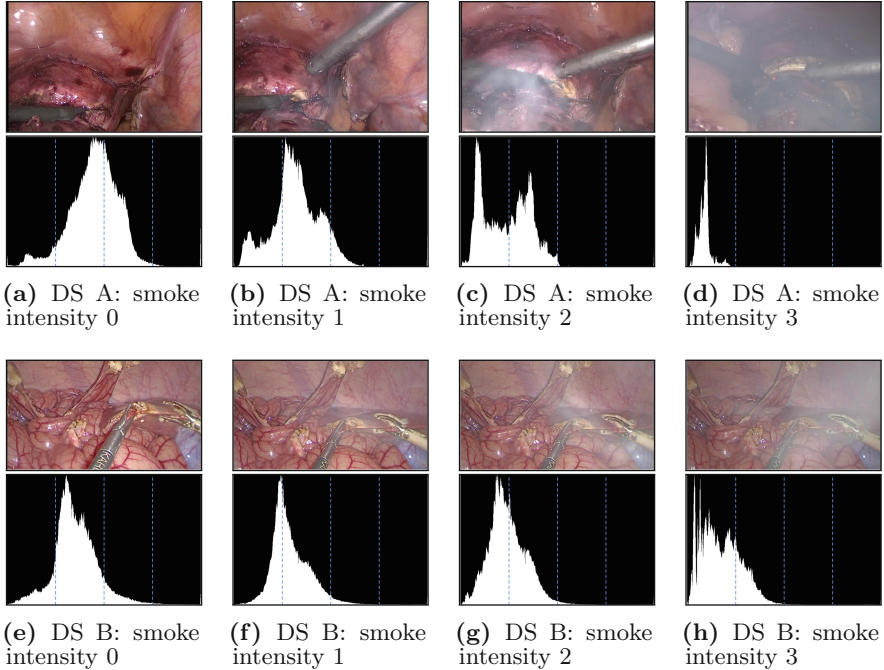 (a) DS A: smoke
intensity 0
(b) DS A: smoke
intensity 1
(c) DS A: smoke
intensity 2
(d) DS A: smoke
intensity 3
(e) DS B: smoke
intensity 0
(f) DS B: smoke
intensity 1
(g) DS B: smoke
intensity 2
(h) DS B: smoke
intensity 3